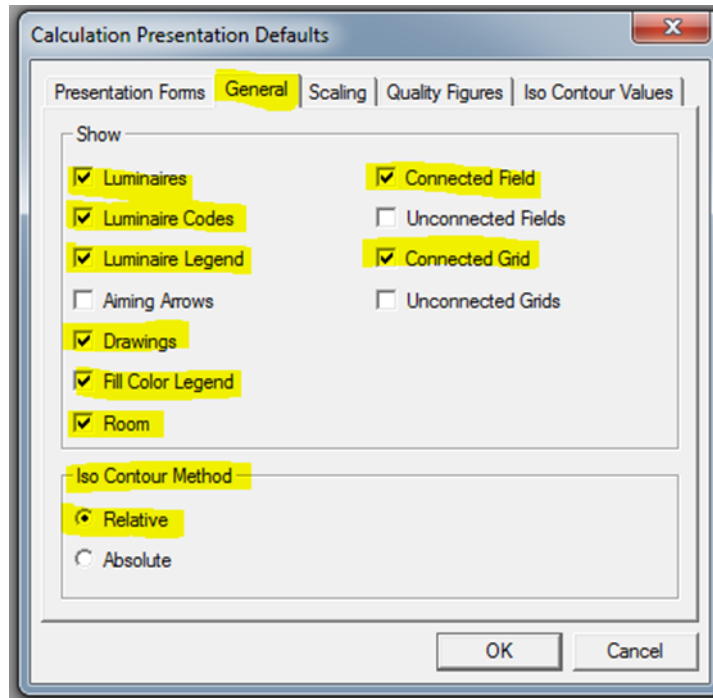 Calculation Presentation Defaults
Presentation Forms General Scaling Quality Figures Iso Contour Values
Show
Luminaires
Connected Field
Luminaire Codes
Unconnected Fields
Luminaire Legend
Connected Grid
Aiming Arrows
Unconnected Grids
Drawings
Fill Color Legend
Room
Iso Contour Method
Relative
Absolute
OK Cancel